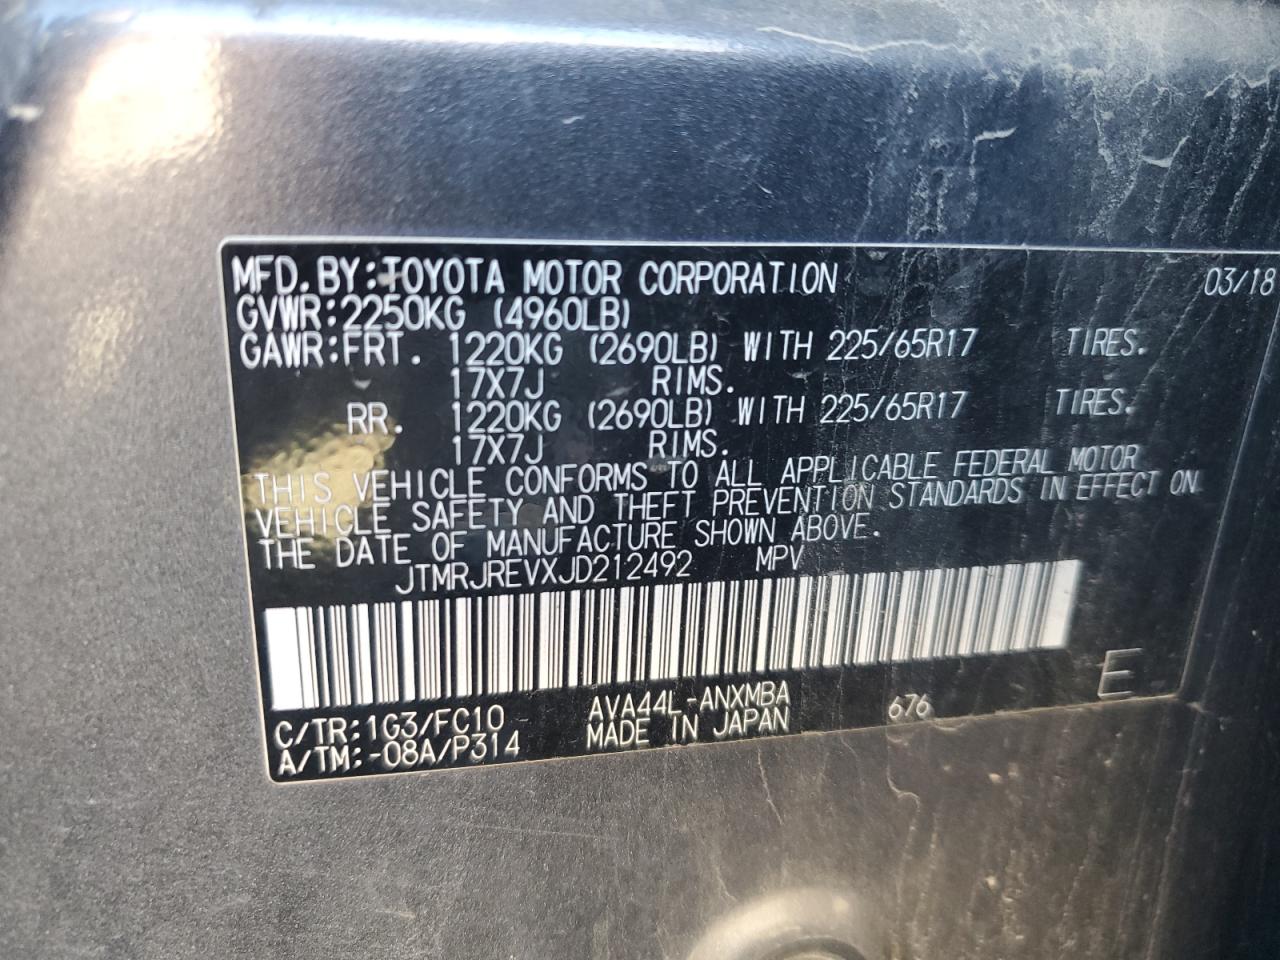 MFD.BY:TOYOTA MOTOR CORPORATION 03/18
GVWR:2250KG (4960LB)
GAWR:FRT. 1220KG (2690LB) WITH 225/65R17 TIRES.
17X7J RIMS.
RR. 1220KG (2690LB) WITH 225/65R17 TIRES.
17X7J RIMS.
THIS VEHICLE CONFORMS TO ALL APPLICABLE FEDERAL MOTOR
VEHICLE SAFETY AND THEFT PREVENTION STANDARDS IN EFFECT ON
THE DATE OF MANUFACTURE SHOWN ABOVE.
JTMRJREVXJD212492 MPV
E
C/TR:1G3/FC10 AVA44L-ANXMBA 676
A/TM:-08A/P314 MADE IN JAPAN